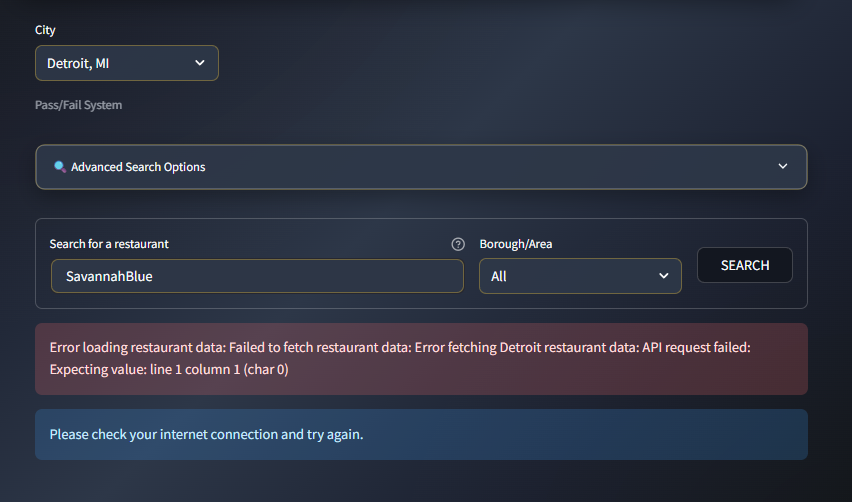 City
Detroit, MI
Pass/Fail System
Advanced Search Options
Search for a restaurant
Borough/Area
SavannahBlue
All
SEARCH
Error loading restaurant data: Failed to fetch restaurant data: Error fetching Detroit restaurant data: API request failed:
Expecting value: line 1 column 1 (char 0)
Please check your internet connection and try again.